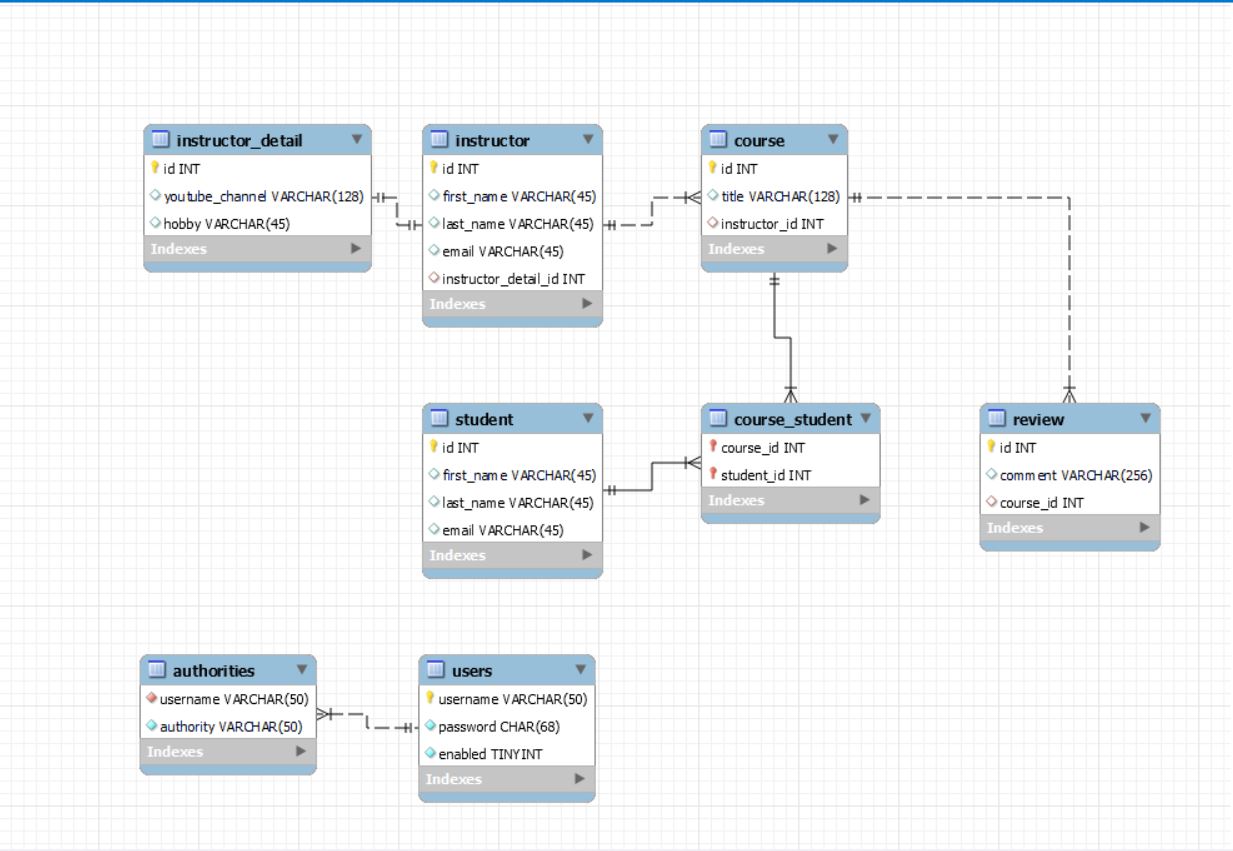 instructor_detail
id INT
youtube_channel VARCHAR(128)
hobby VARCHAR(45)
Indexes
instructor
id INT
first_name VARCHAR(45)
last_name VARCHAR(45)
email VARCHAR(45)
instructor_detail_id INT
Indexes
course
id INT
title VARCHAR(128)
instructor_id INT
Indexes
student
id INT
first_name VARCHAR(45)
last_name VARCHAR(45)
email VARCHAR(45)
Indexes
course_student
course_id INT
student_id INT
Indexes
review
id INT
comment VARCHAR(256)
course_id INT
Indexes
authorities
username VARCHAR(50)
authority VARCHAR(50)
Indexes
users
username VARCHAR(50)
password CHAR(68)
enabled TINYINT
Indexes